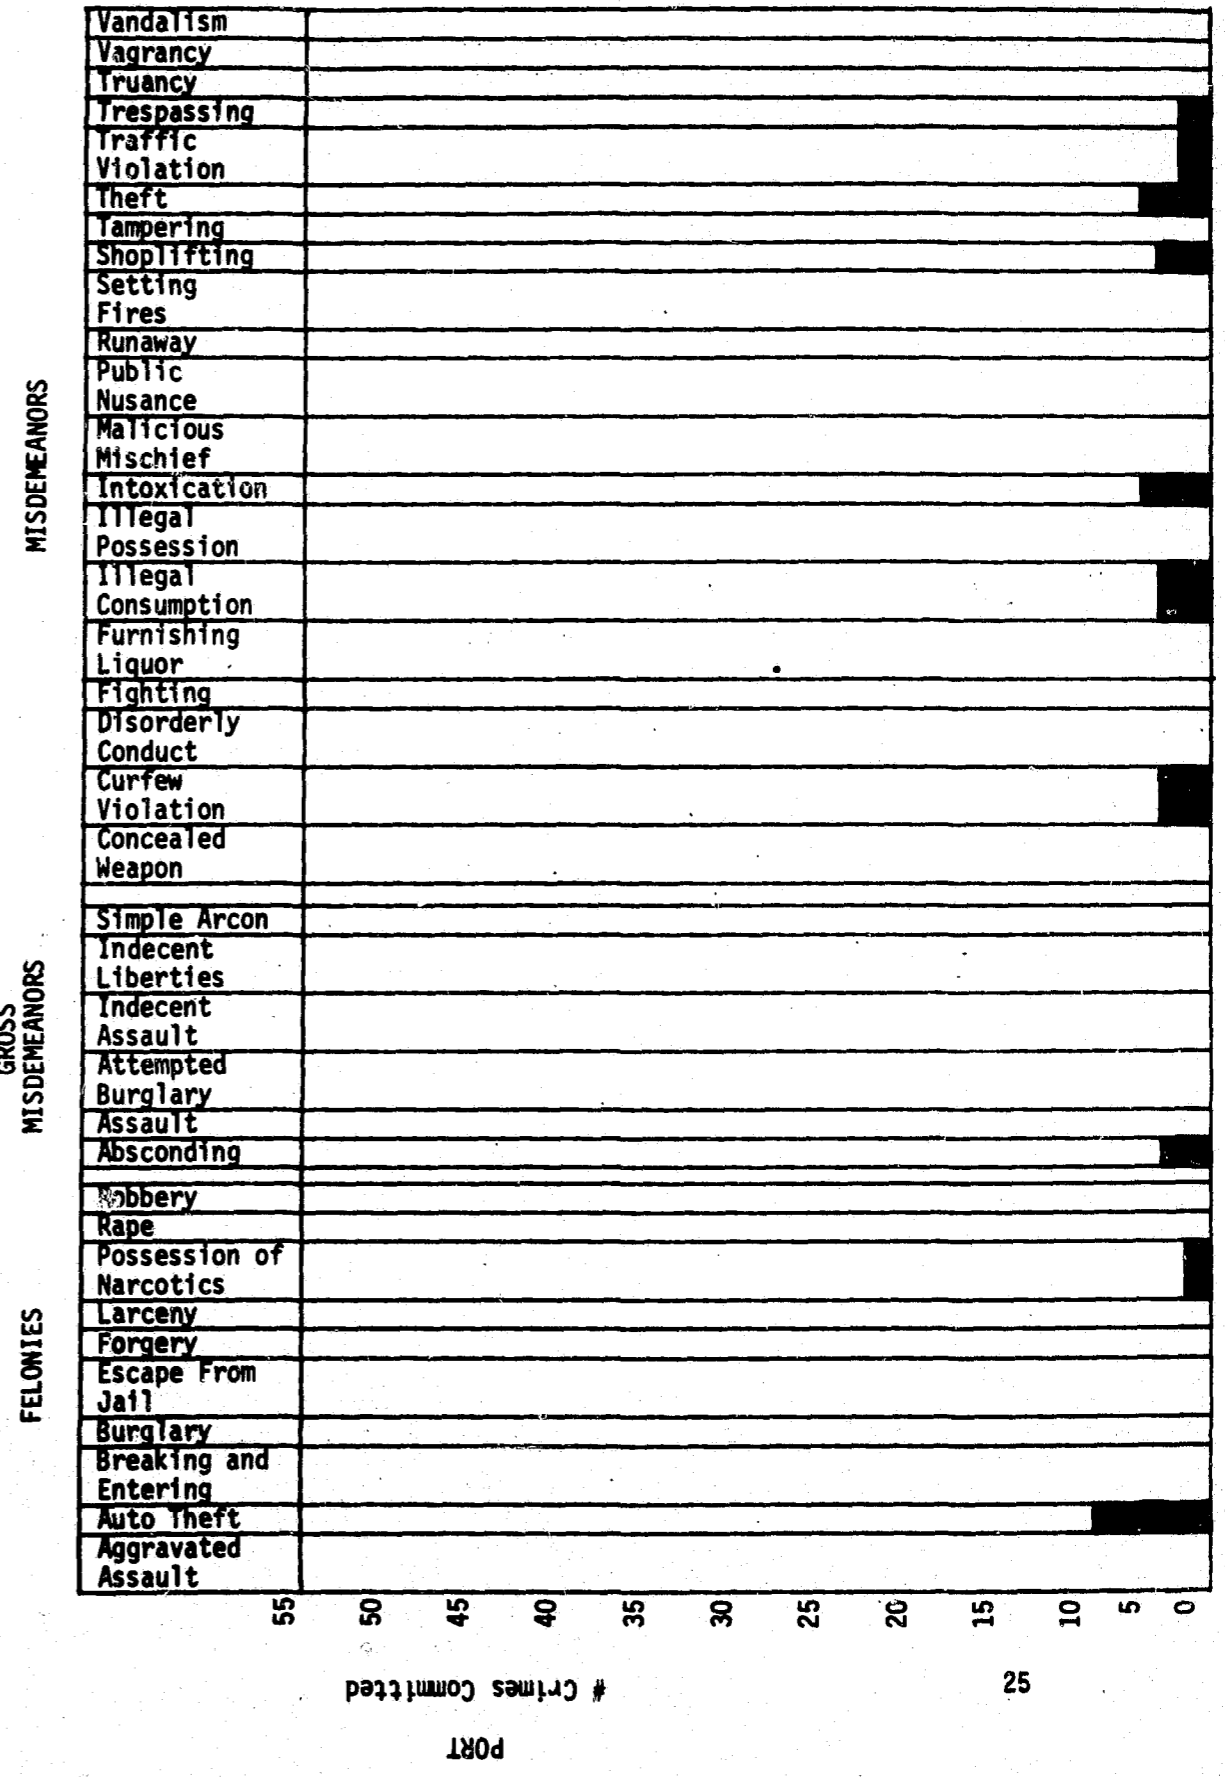 MISDEMEANORS
Vandalism
Vagrancy
Truancy
Trespassing
Traffic
Violation
Theft
Tampering
Shoplifting
Setting
Fires
Runaway
Public
Nusance
Malicious
Mischief
Intoxication
Illegal
Possession
Illegal
Consumption
Furnishing
Liquor
Fighting
Disorderly
Conduct
Curfew
Violation
Concealed
Weapon
GROSS
MISDEMEANORS
Simple Arcon
Indecent
Liberties
Indecent
Assault
Attempted
Burglary
Assault
Absconding
FELONIES
Robbery
Rape
Possession of
Narcotics
Larceny
Forgery
Escape From
Jail
Burglary
Breaking and
Entering
Auto Theft
Aggravated
Assault
55 50 45 40 35 30 25 20 15 10 5 0
# Crimes Committed
25
PORT